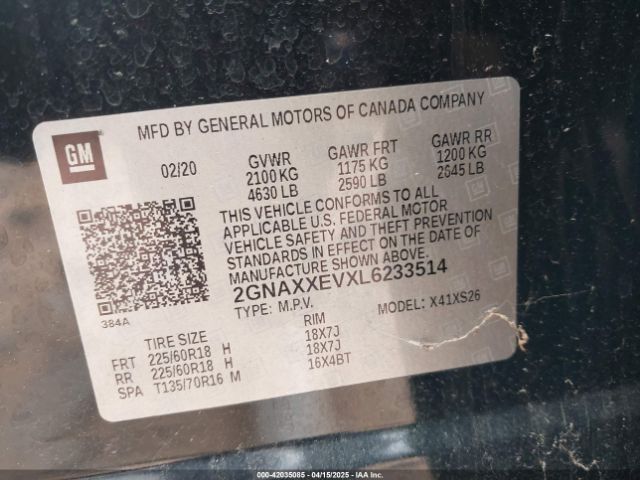 MFD BY GENERAL MOTORS OF CANADA COMPANY
GM
02/20
GVWR
2100 KG
4630 LB
GAWR FRT
1175 KG
2590 LB
GAWR RR
1200 KG
2645 LB
THIS VEHICLE CONFORMS TO ALL
APPLICABLE U.S. FEDERAL MOTOR
VEHICLE SAFETY AND THEFT PREVENTION
STANDARDS IN EFFECT ON THE DATE OF
MANUFACTURE SHOWN ABOVE.
2GNAXXEVXL6233514
TYPE: M.P.V.
MODEL: X41XS26
384A
TIRE SIZE
RIM
FRT 225/60R18 H 18X7J
RR 225/60R18 H 18X7J
SPA T135/70R16 M 16X4BT
000-42035085 - 04/15/2025 - IAAI, Inc.